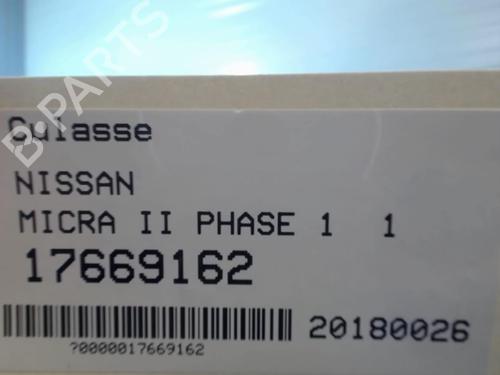 B-PARTS
Culasse
NISSAN
MICRA II PHASE 1 1
17669162
20180026
?0000017669162